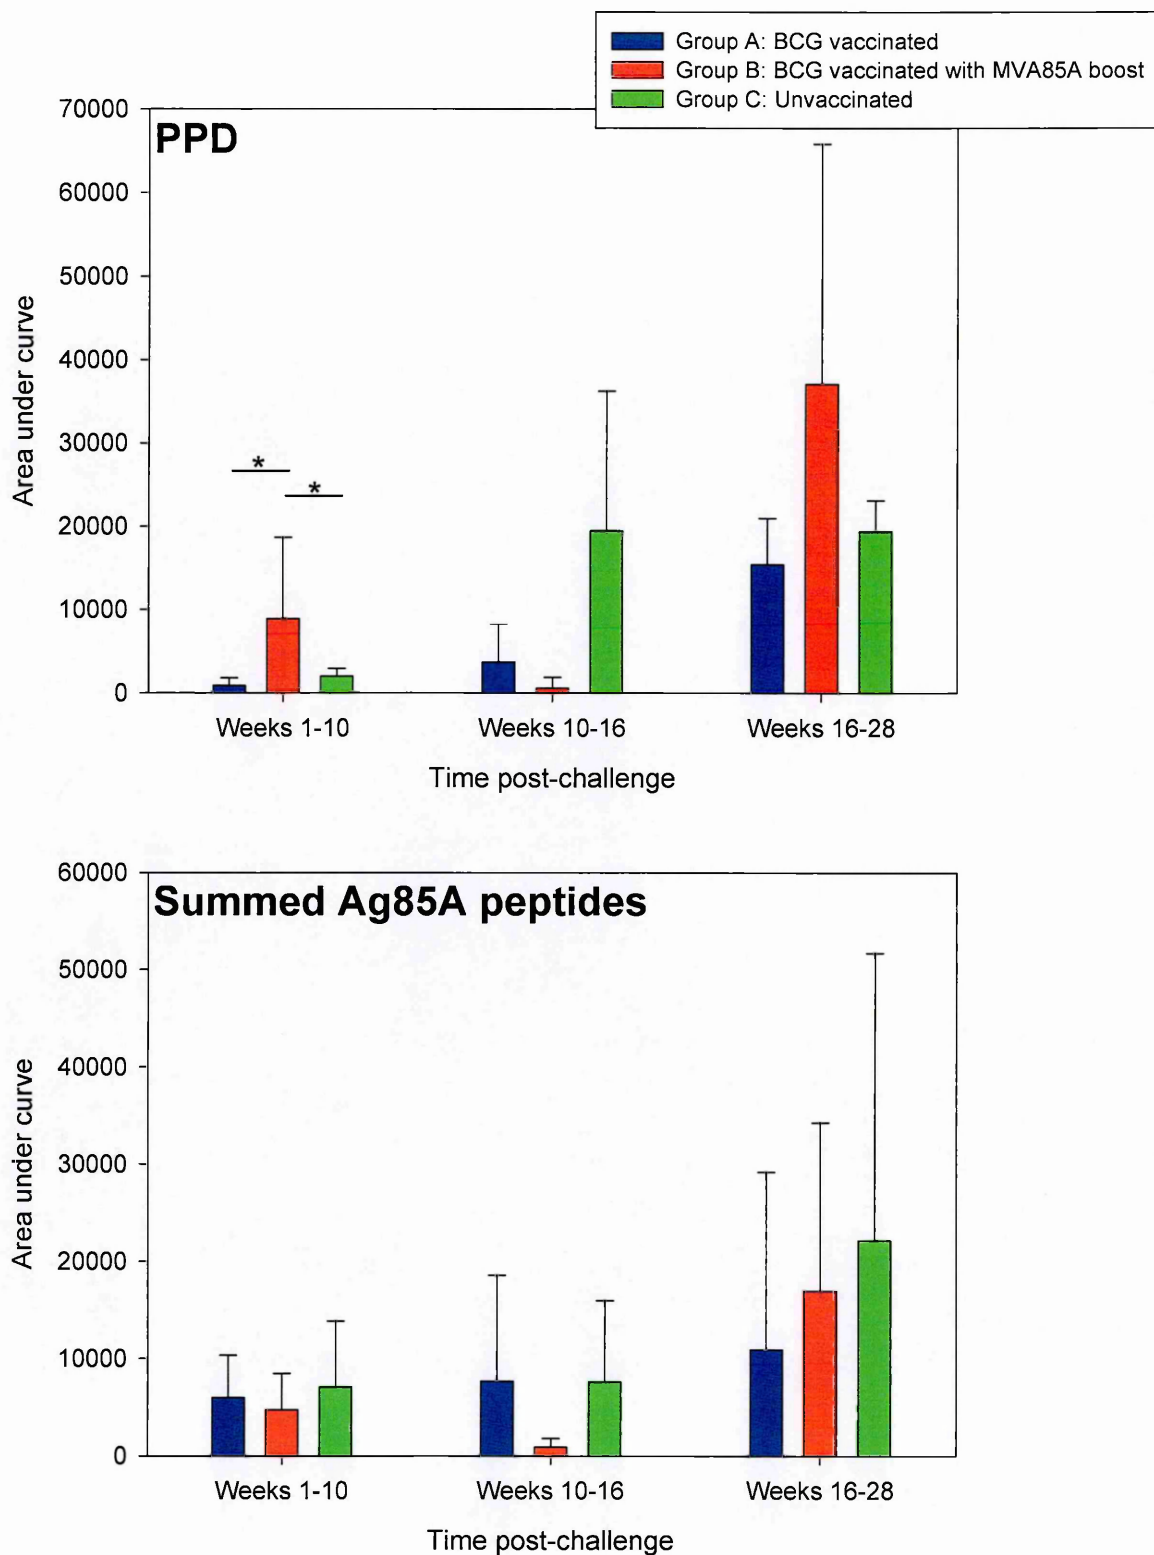 Group A: BCG vaccinated
Group B: BCG vaccinated with MVA85A boost
Group C: Unvaccinated
PPD
70000
60000
50000
40000
30000
20000
10000
0
Area under curve
*
*
Weeks 1-10
Weeks 10-16
Weeks 16-28
Time post-challenge
Summed Ag85A peptides
60000
50000
40000
30000
20000
10000
0
Area under curve
Weeks 1-10
Weeks 10-16
Weeks 16-28
Time post-challenge